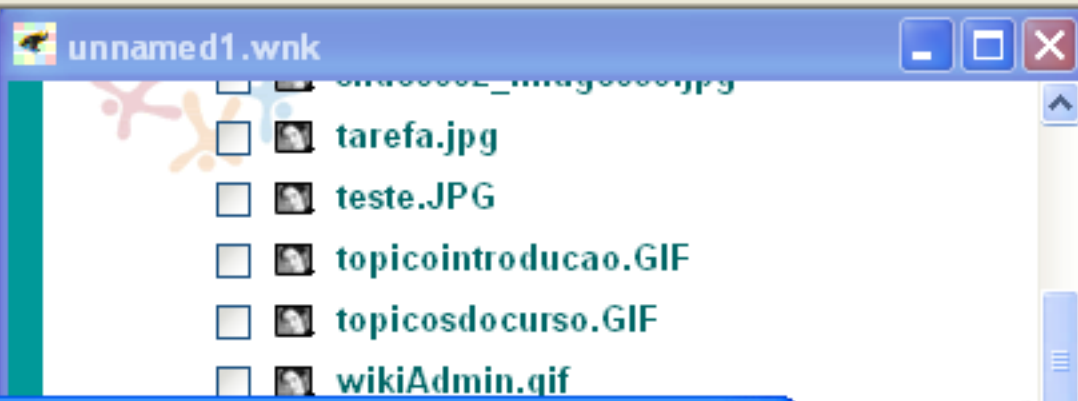 unnamed1.wnk
tarefa.jpg
teste.JPG
topicointroducao.GIF
topicosdocurso.GIF
wikiAdmin.gif